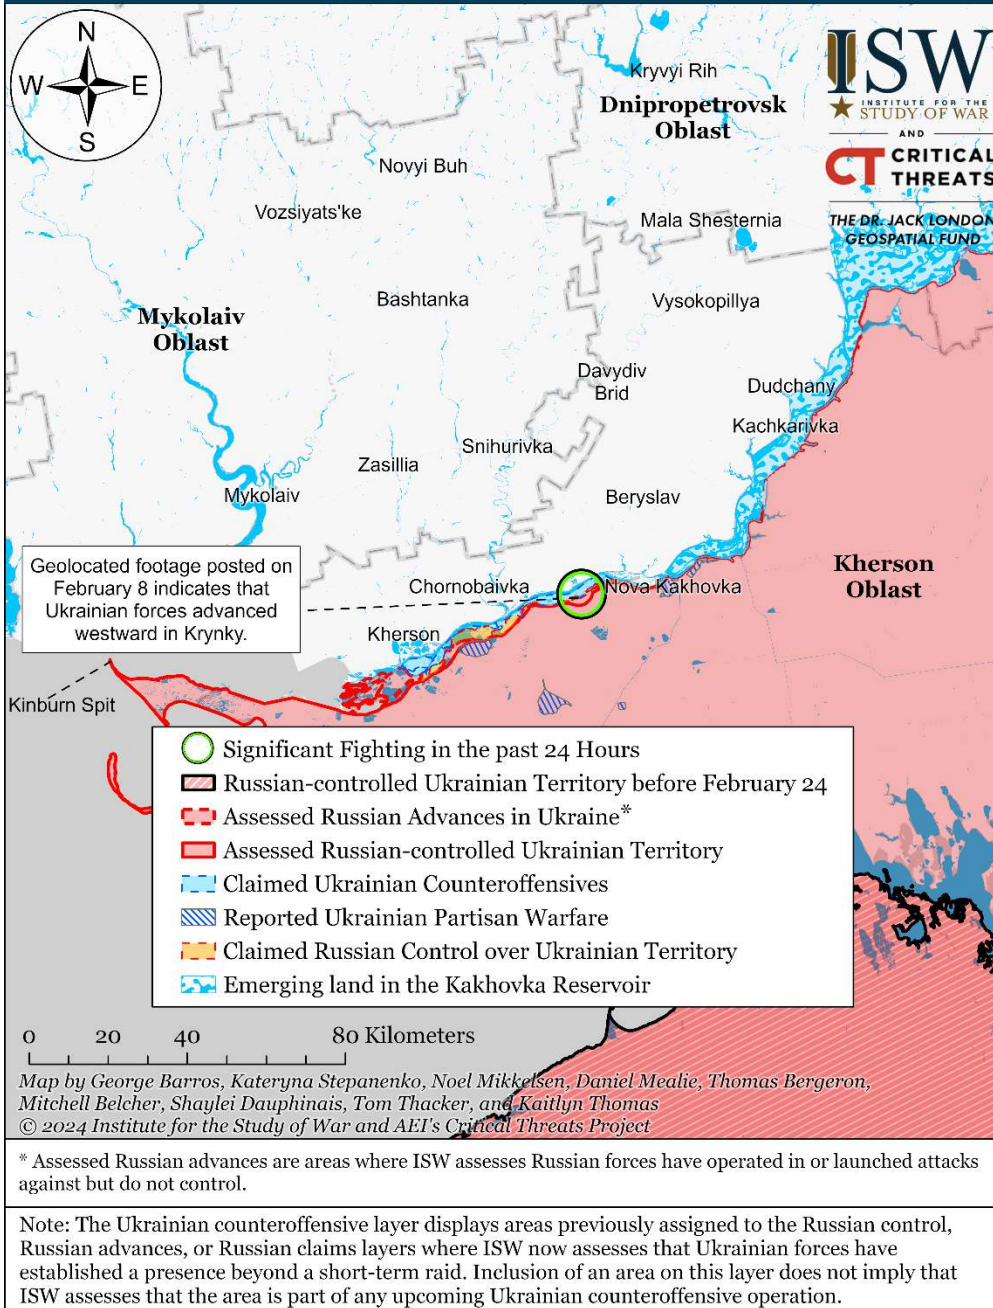 N
W
E
S
ISW
INSTITUTE FOR THE
STUDY OF WAR
AND
CT CRITICAL
THREATS
THE DR. JACK LONDON
GEOSPATIAL FUND
Kryvyi Rih
Dnipropetrovsk
Oblast
Novyi Buh
Vozsiyats'ke
Mala Shesternia
Bashtanka
Vysokopillya
Mykolaiv
Oblast
Davydiv
Brid
Dudchany
Kachkarivka
Snihurivka
Zasillia
Mykolaiv
Beryslav
Geolocated footage posted on
February 8 indicates that
Ukrainian forces advanced
westward in Krynky.
Kherson
Oblast
Chornobaivka
Nova Kakhovka
Kherson
Kinburn Spit
Significant Fighting in the past 24 Hours
Russian-controlled Ukrainian Territory before February 24
Assessed Russian Advances in Ukraine*
Assessed Russian-controlled Ukrainian Territory
Claimed Ukrainian Counteroffensives
Reported Ukrainian Partisan Warfare
Claimed Russian Control over Ukrainian Territory
Emerging land in the Kakhovka Reservoir
0 20 40 80 Kilometers
Map by George Barros, Kateryna Stepanenko, Noel Mikkelsen, Daniel Mealie, Thomas Bergeron,
Mitchell Belcher, Shaylei Dauphinais, Tom Thacker, and Kaitlyn Thomas
© 2024 Institute for the Study of War and AEI's Critical Threats Project
* Assessed Russian advances are areas where ISW assesses Russian forces have operated in or launched attacks
against but do not control.
Note: The Ukrainian counteroffensive layer displays areas previously assigned to the Russian control,
Russian advances, or Russian claims layers where ISW now assesses that Ukrainian forces have
established a presence beyond a short-term raid. Inclusion of an area on this layer does not imply that
ISW assesses that the area is part of any upcoming Ukrainian counteroffensive operation.